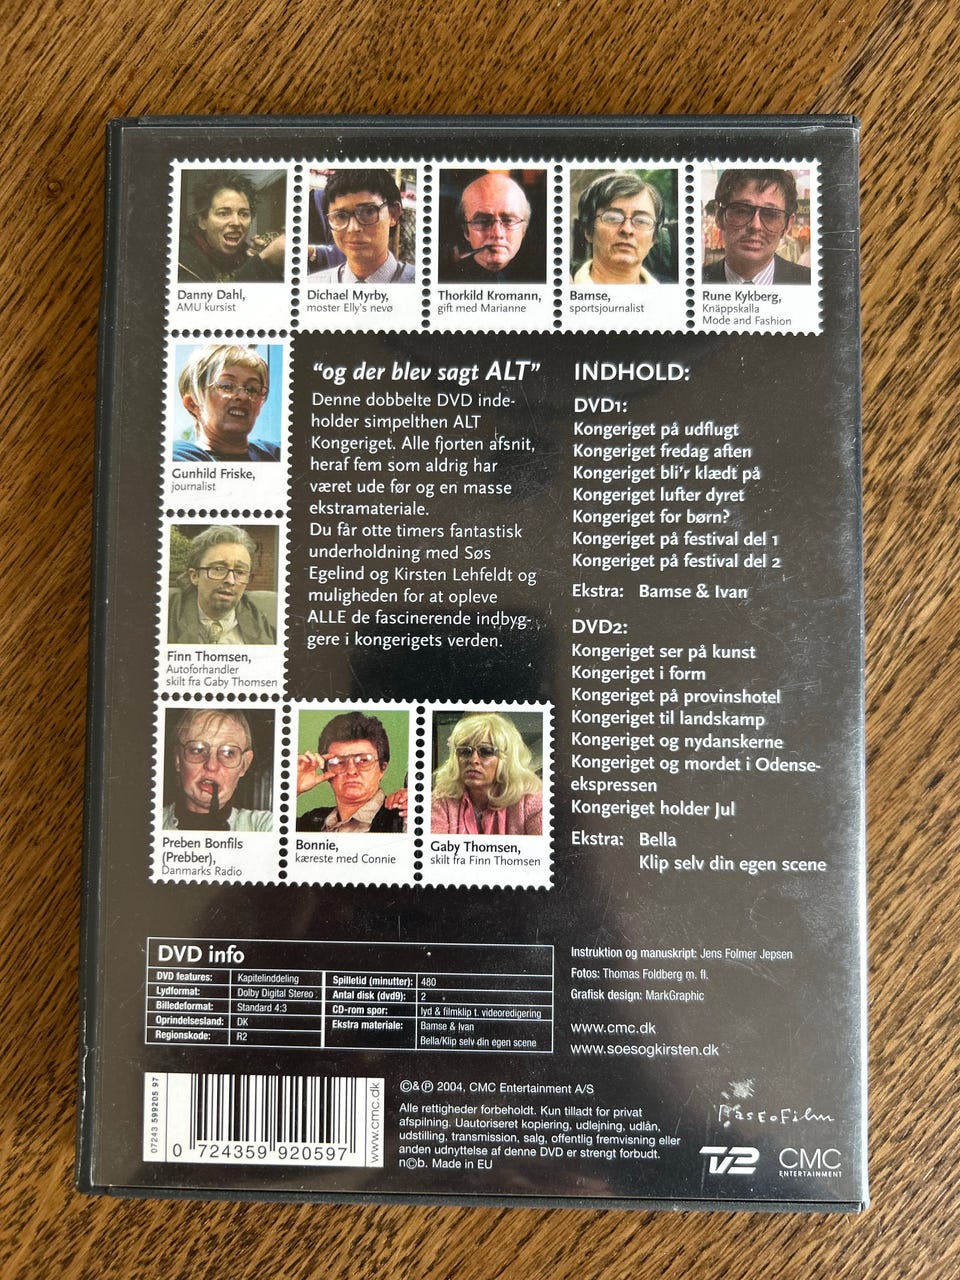 Danny Dahl,
AMU kursist
Dichael Myrby,
moster Elly's nevø
Thorkild Kromann,
gift med Marianne
Bamse,
sportsjournalist
Rune Kykberg,
Knäppskalla
Mode and Fashion
Gunhild Friske,
journalist
Finn Thomsen,
Autoforhandler
skilt fra Gaby Thomsen
Preben Bonfils
(Prebber),
Danmarks Radio
Bonnie,
kæreste med Connie
Gaby Thomsen,
skilt fra Finn Thomsen
"og der blev sagt ALT"
Denne dobbelte DVD inde-
holder simpelthen ALT
Kongeriget. Alle fjorten afsnit,
heraf fem som aldrig har
været ude før og en masse
ekstramateriale.
Du får otte timers fantastisk
underholdning med Søs
Egelind og Kirsten Lehfeldt og
muligheden for at opleve
ALLE de fascinerende indbyg-
gere i kongerigets verden.
INDHOLD:
DVD1:
Kongeriget på udflugt
Kongeriget fredag aften
Kongeriget bli'r klædt på
Kongeriget lufter dyret
Kongeriget for børn?
Kongeriget på festival del 1
Kongeriget på festival del 2
Ekstra: Bamse & Ivan
DVD2:
Kongeriget ser på kunst
Kongeriget i form
Kongeriget på provinshotel
Kongeriget til landskamp
Kongeriget og nydanskerne
Kongeriget og mordet i Odense-
ekspressen
Kongeriget holder Jul
Ekstra: Bella
Klip selv din egen scene
DVD info
DVD features: Kapitelinddeling
Lydformat: Dolby Digital Stereo
Billedeformat: Standard 4:3
Oprindelsesland: DK
Regionskode: R2
Spilletid (minutter): 480
Antal disk (dvd9): 2
CD-rom spor: lyd & filmklip t. videoredigering
Ekstra materiale: Bamse & Ivan
Bella/Klip selv din egen scene
Instruktion og manuskript: Jens Folmer Jepsen
Fotos: Thomas Foldberg m. fl.
Grafisk design: MarkGraphic
www.cmc.dk
www.soesogkirsten.dk
07243 599205 97
0 724359 920597
www.cmc.dk
©&℗ 2004, CMC Entertainment A/S
Alle rettigheder forbeholdt. Kun tilladt for privat
afspilning. Uautoriseret kopiering, udlejning, udlån,
udstilling, transmission, salg, offentlig fremvisning eller
anden udnyttelse af denne DVD er strengt forbudt.
n©b. Made in EU
BaseoFilm
TV2
CMC
ENTERTAINMENT